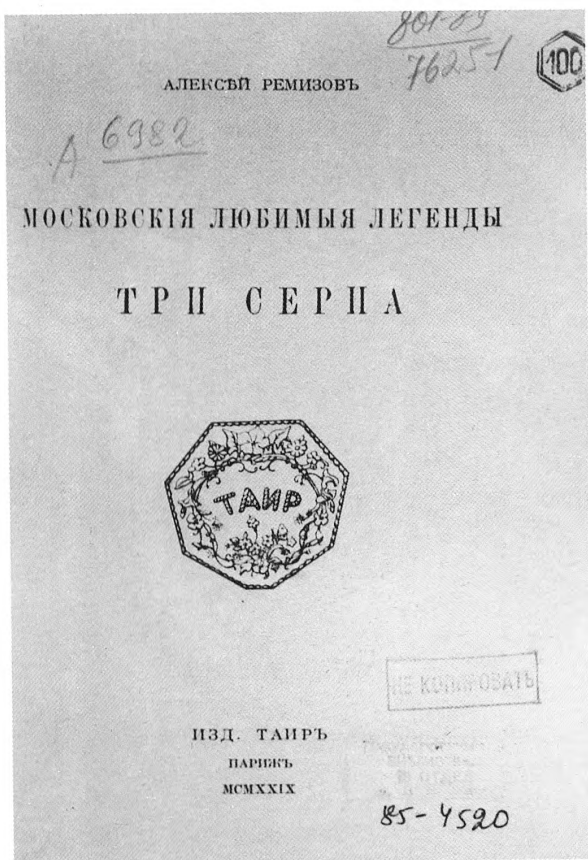 801-89
76251
100
АЛЕКСѢЙ РЕМИЗОВЪ
А 6982
МОСКОВСКІЯ ЛЮБИМЫЯ ЛЕГЕНДЫ
ТРИ СЕРПА
ТАИР
НЕ КОПИРОВАТЬ
ИЗД. ТАИРЪ
ПАРИЖЪ
MCMXXIX
85-4520